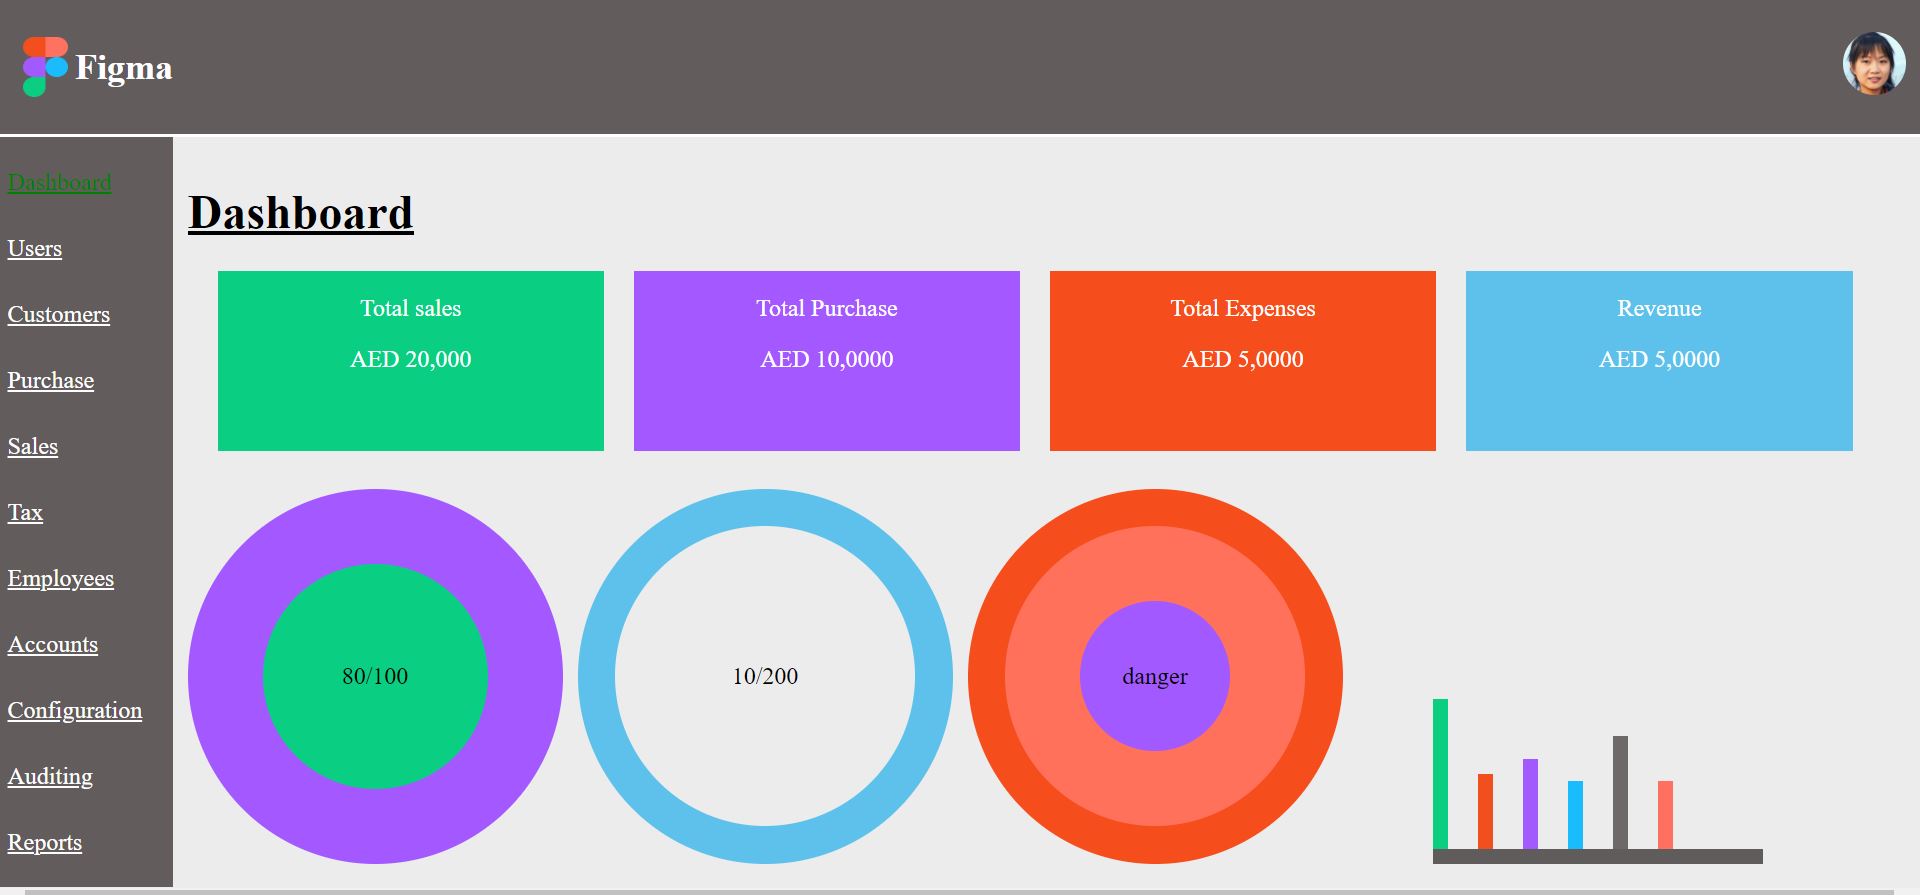 Figma
Dashboard
Users
Customers
Purchase
Sales
Tax
Employees
Accounts
Configuration
Auditing
Reports
Dashboard
Total sales
AED 20,000
Total Purchase
AED 10,0000
Total Expenses
AED 5,0000
Revenue
AED 5,0000
80/100
10/200
danger